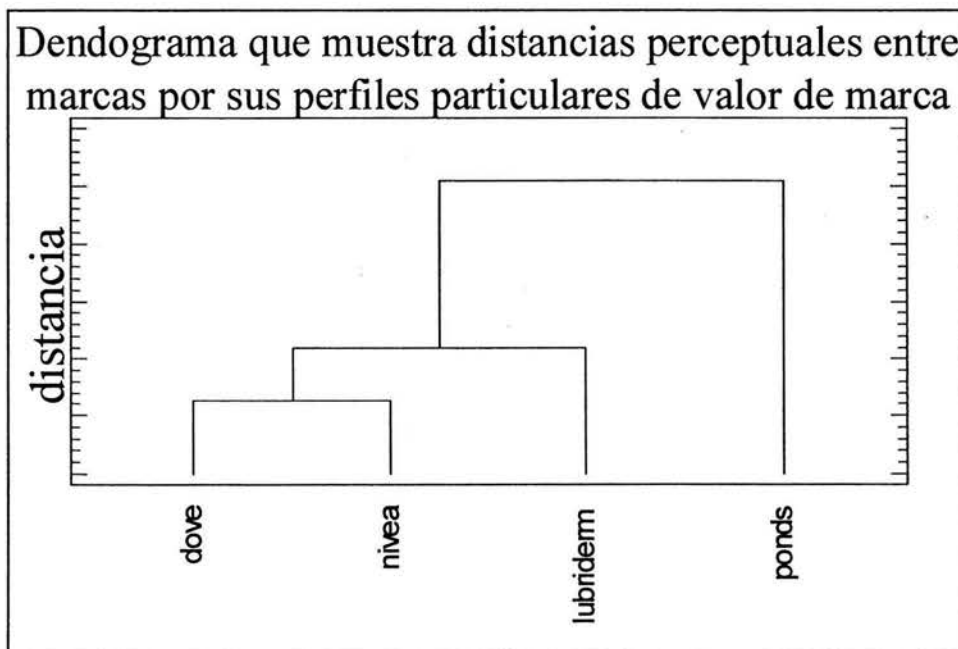 Dendograma que muestra distancias perceptuales entre
marcas por sus perfiles particulares de valor de marca
distancia
dove
nivea
lubriderm
ponds